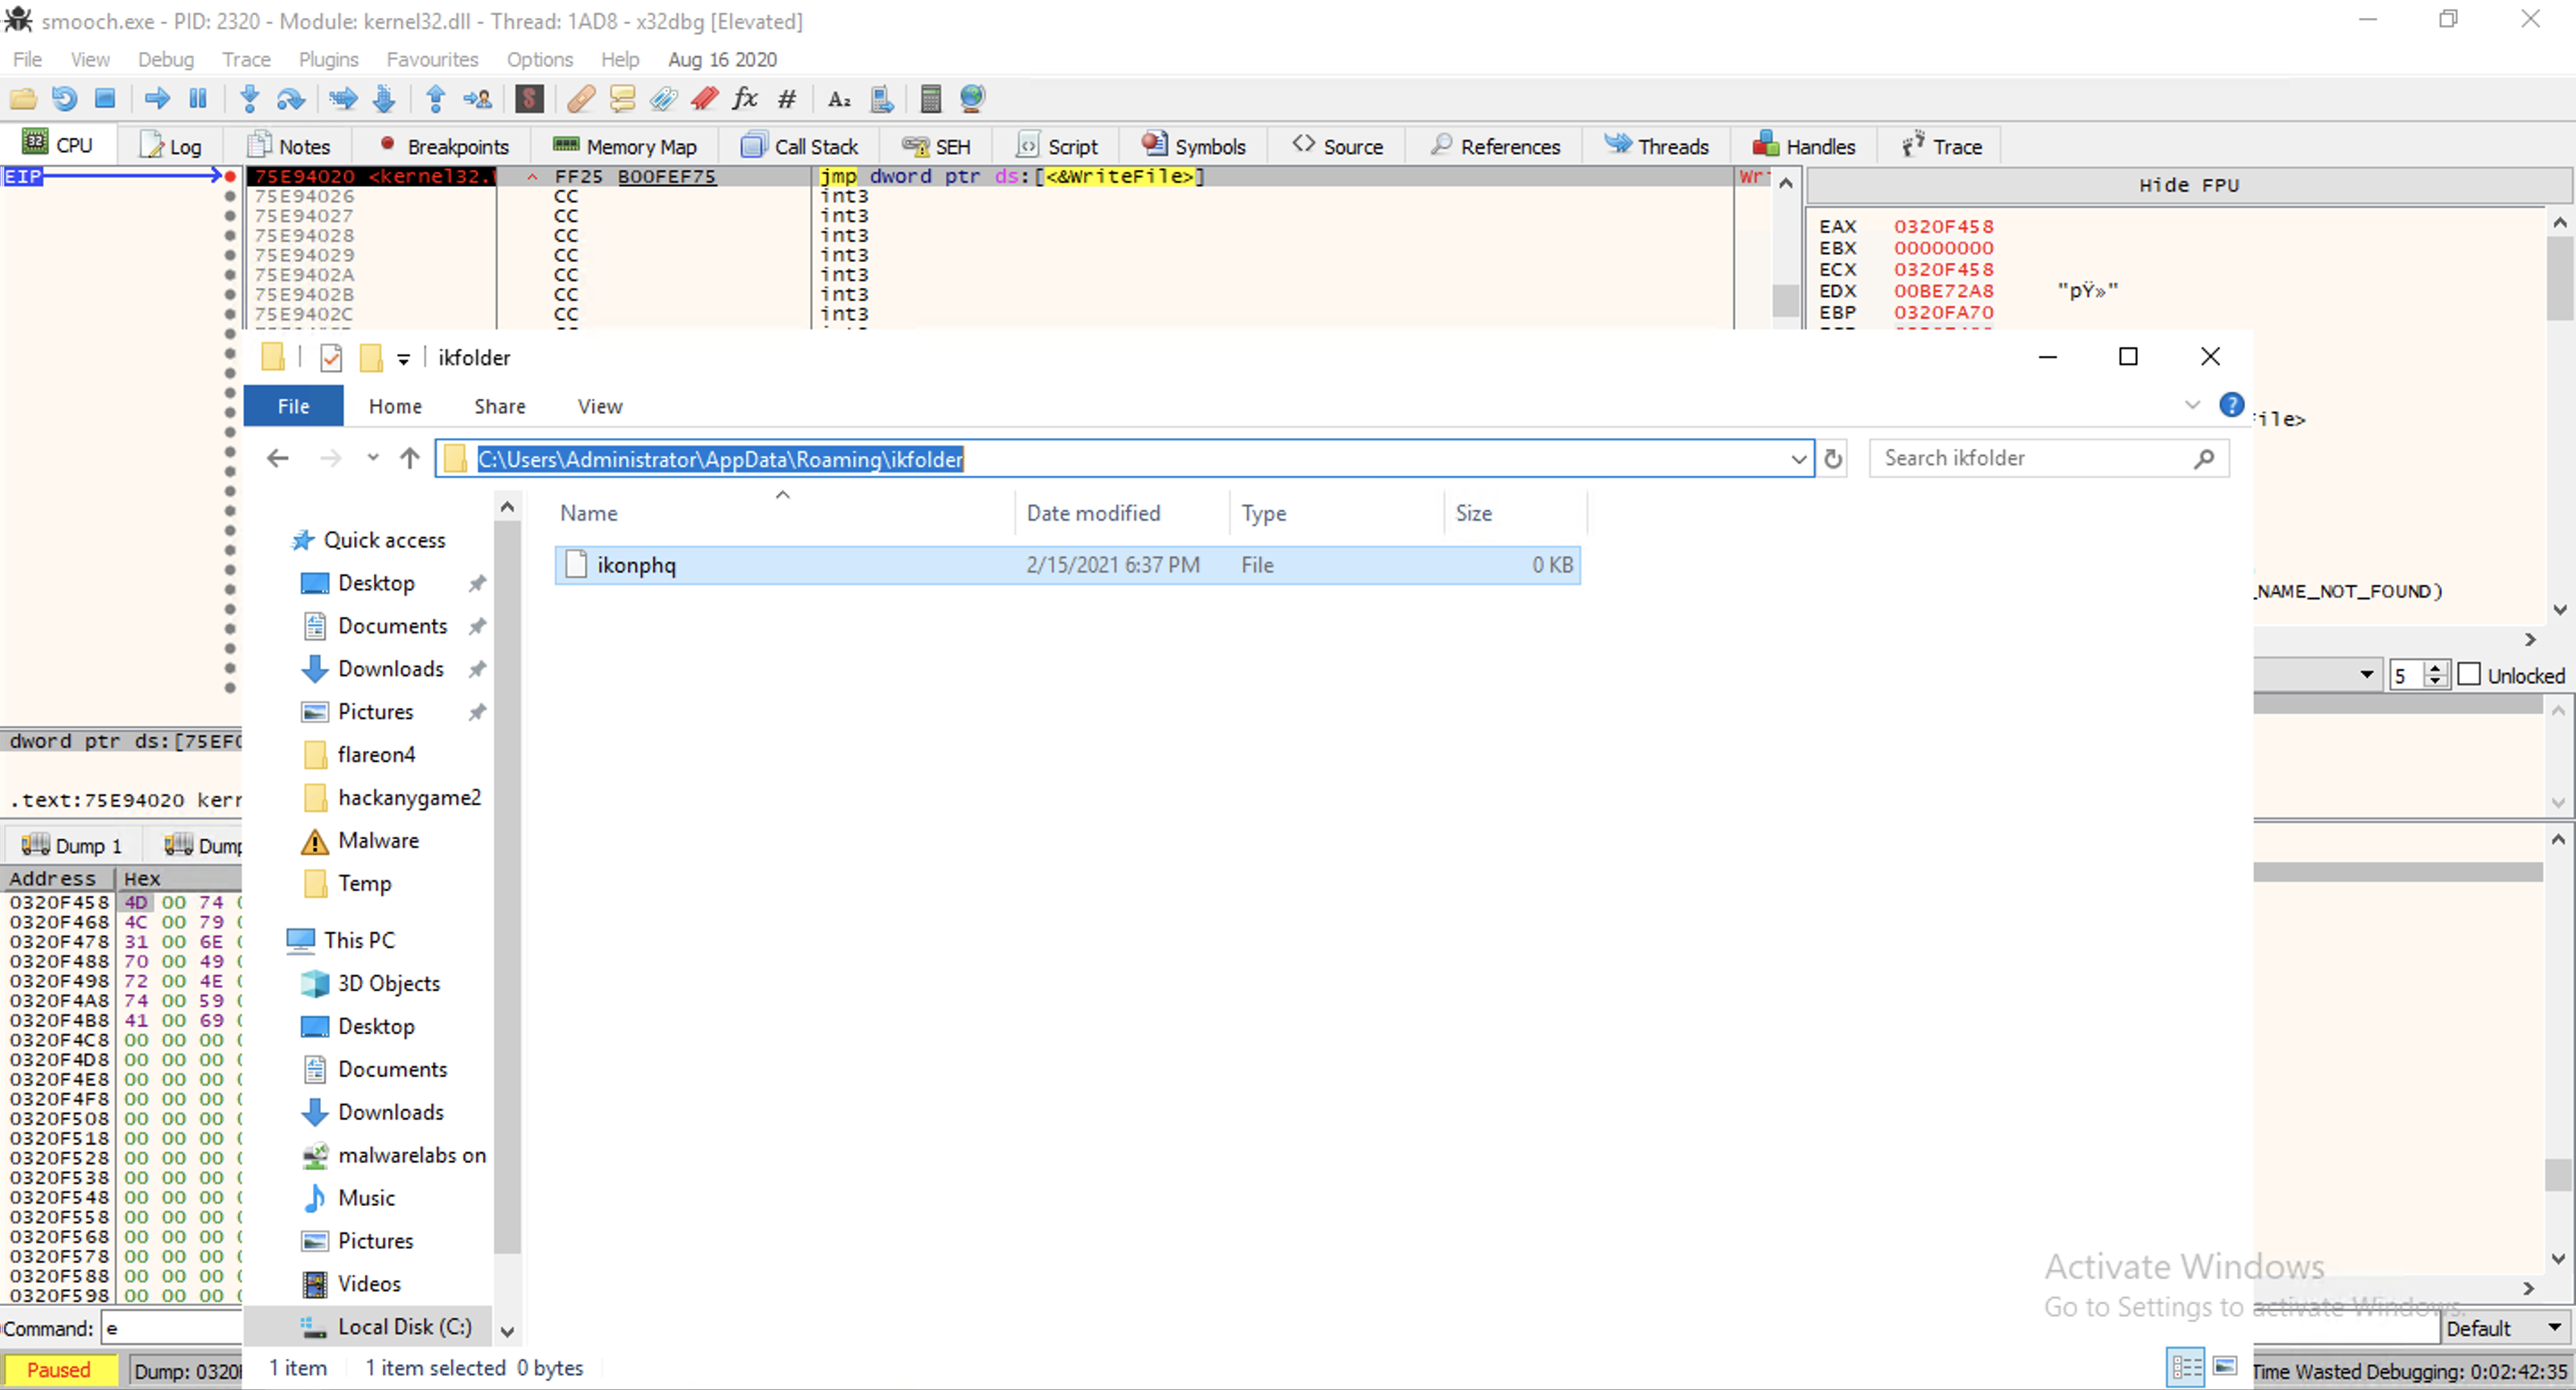 smooch.exe - PID: 2320 - Module: kernel32.dll - Thread: 1AD8 - x32dbg [Elevated]
File View Debug Trace Plugins Favourites Options Help Aug 16 2020
CPU Log Notes Breakpoints Memory Map Call Stack SEH Script Symbols Source References Threads Handles Trace
EIP 75E94020 <kernel32. FF25 B00FEF75 jmp dword ptr ds:[<&WriteFile>]
75E94026 CC int3
75E94027 CC int3
75E94028 CC int3
75E94029 CC int3
75E9402A CC int3
75E9402B CC int3
75E9402C CC int3
Hide FPU
EAX 0320F458
EBX 00000000
ECX 0320F458
EDX 00BE72A8 "pŸ»"
EBP 0320FA70
ile>
_NAME_NOT_FOUND)
5 Unlocked
ikfolder
File Home Share View
C:\Users\Administrator\AppData\Roaming\ikfolder
Search ikfolder
Name Date modified Type Size
ikonphq 2/15/2021 6:37 PM File 0 KB
Quick access
Desktop
Documents
Downloads
Pictures
flareon4
hackanygame2
Malware
Temp
This PC
3D Objects
Desktop
Documents
Downloads
malwarelabs on
Music
Pictures
Videos
Local Disk (C:)
1 item 1 item selected 0 bytes
dword ptr ds:[75EF
.text:75E94020 ker
Dump 1 Dump
Address Hex
0320F458 4D 00 74
0320F468 4C 00 79
0320F478 31 00 6E
0320F488 70 00 49
0320F498 72 00 4E
0320F4A8 74 00 59
0320F4B8 41 00 69
0320F4C8 00 00 00
0320F4D8 00 00 00
0320F4E8 00 00 00
0320F4F8 00 00 00
0320F508 00 00 00
0320F518 00 00 00
0320F528 00 00 00
0320F538 00 00 00
0320F548 00 00 00
0320F558 00 00 00
0320F568 00 00 00
0320F578 00 00 00
0320F588 00 00 00
0320F598 00 00 00
Activate Windows
Go to Settings to activate Windows.
Command: e
Default
Paused Dump: 0320
Time Wasted Debugging: 0:02:42:35